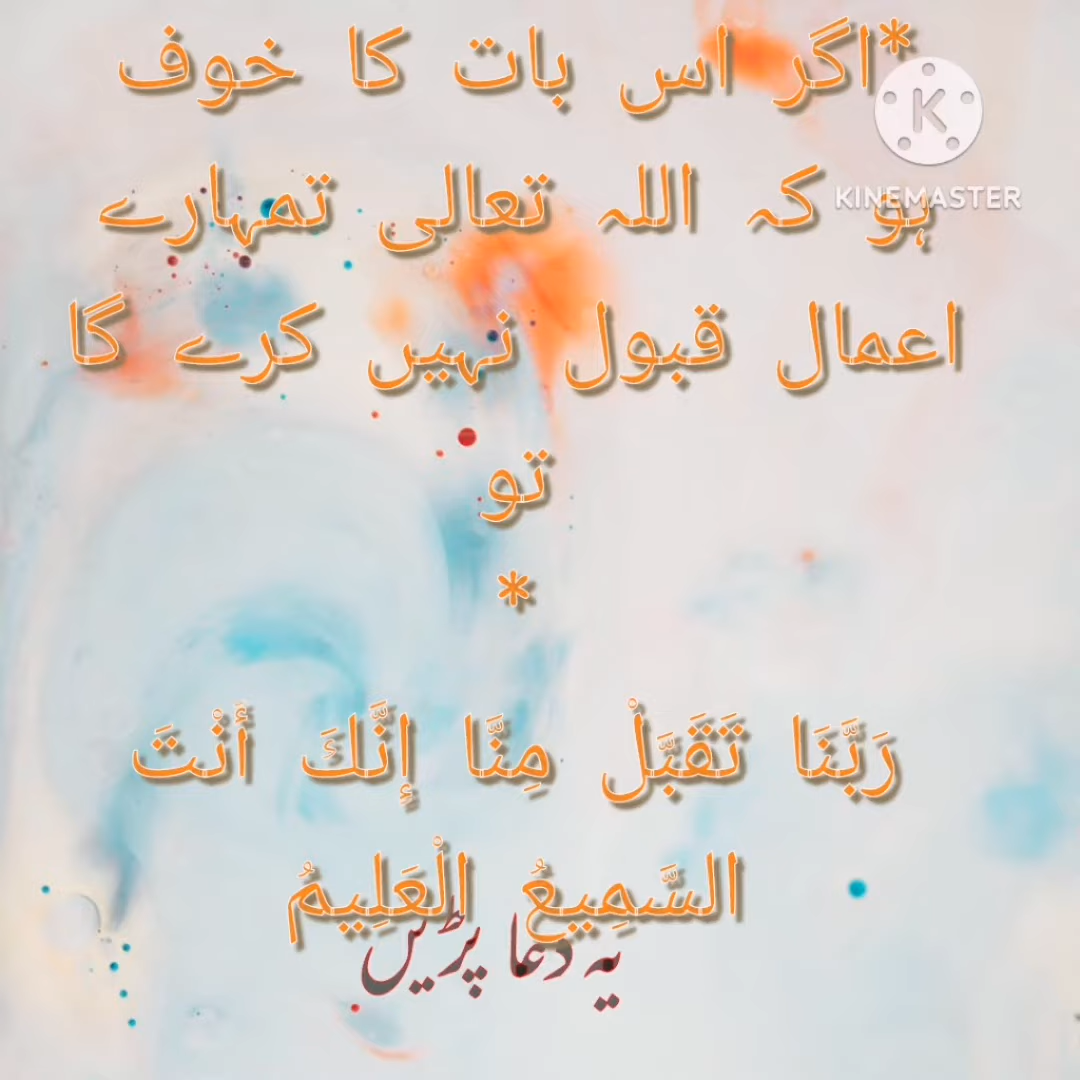 *اگر اس بات کا خوف
K
KINEMASTER
ہو کہ اللہ تعالی تمہارے
اعمال قبول نہیں کرے گا
تو
*
رَبَّنَا تَقَبَّلْ مِنَّا إِنَّكَ أَنْتَ
السَّمِيعُ الْعَلِيمُ
یہ دعا پڑیں